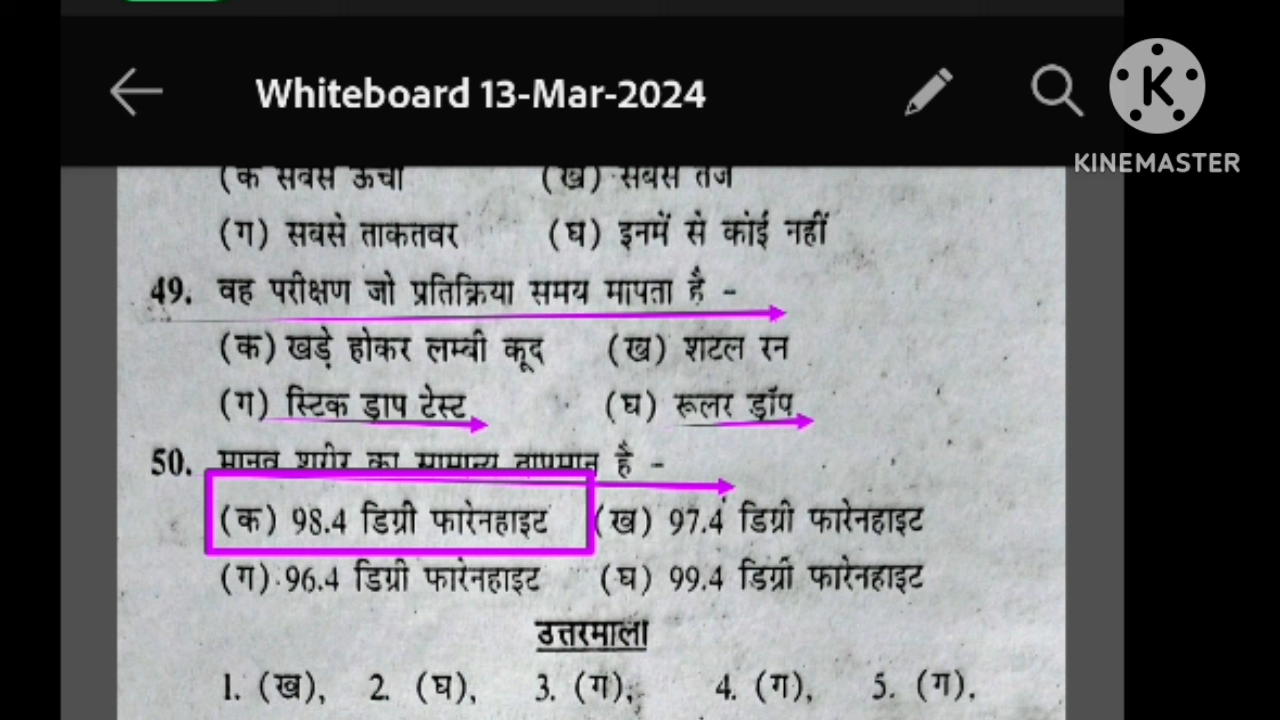 Whiteboard 13-Mar-2024
KINEMASTER
(क सबसे ऊंचा (ख) सबसे तेज
(ग) सबसे ताकतवर (घ) इनमें से कोई नहीं
49. वह परीक्षण जो प्रतिक्रिया समय मापता है -
(क) खड़े होकर लम्बी कूद (ख) शटल रन
(ग) स्टिक ड्राप टेस्ट (घ) रूलर ड्रॉप
50. मानव शरीर का सामान्य तापमान है -
(क) 98.4 डिग्री फारेनहाइट (ख) 97.4 डिग्री फारेनहाइट
(ग) 96.4 डिग्री फारेनहाइट (घ) 99.4 डिग्री फारेनहाइट
उत्तरमाला
1. (ख), 2. (घ), 3. (ग), 4. (ग), 5. (ग).